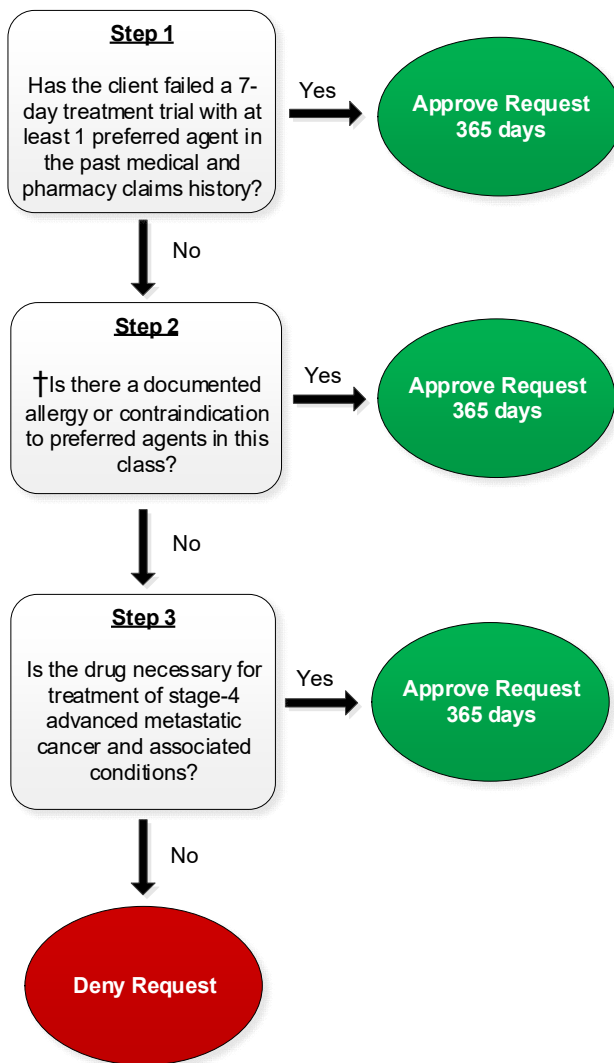 Step 1
Has the client failed a 7-
day treatment trial with at
least 1 preferred agent in
the past medical and
pharmacy claims history?
Yes
Approve Request
365 days
No
Step 2
†Is there a documented
allergy or contraindication
to preferred agents in this
class?
Yes
Approve Request
365 days
No
Step 3
Is the drug necessary for
treatment of stage-4
advanced metastatic
cancer and associated
conditions?
Yes
Approve Request
365 days
No
Deny Request